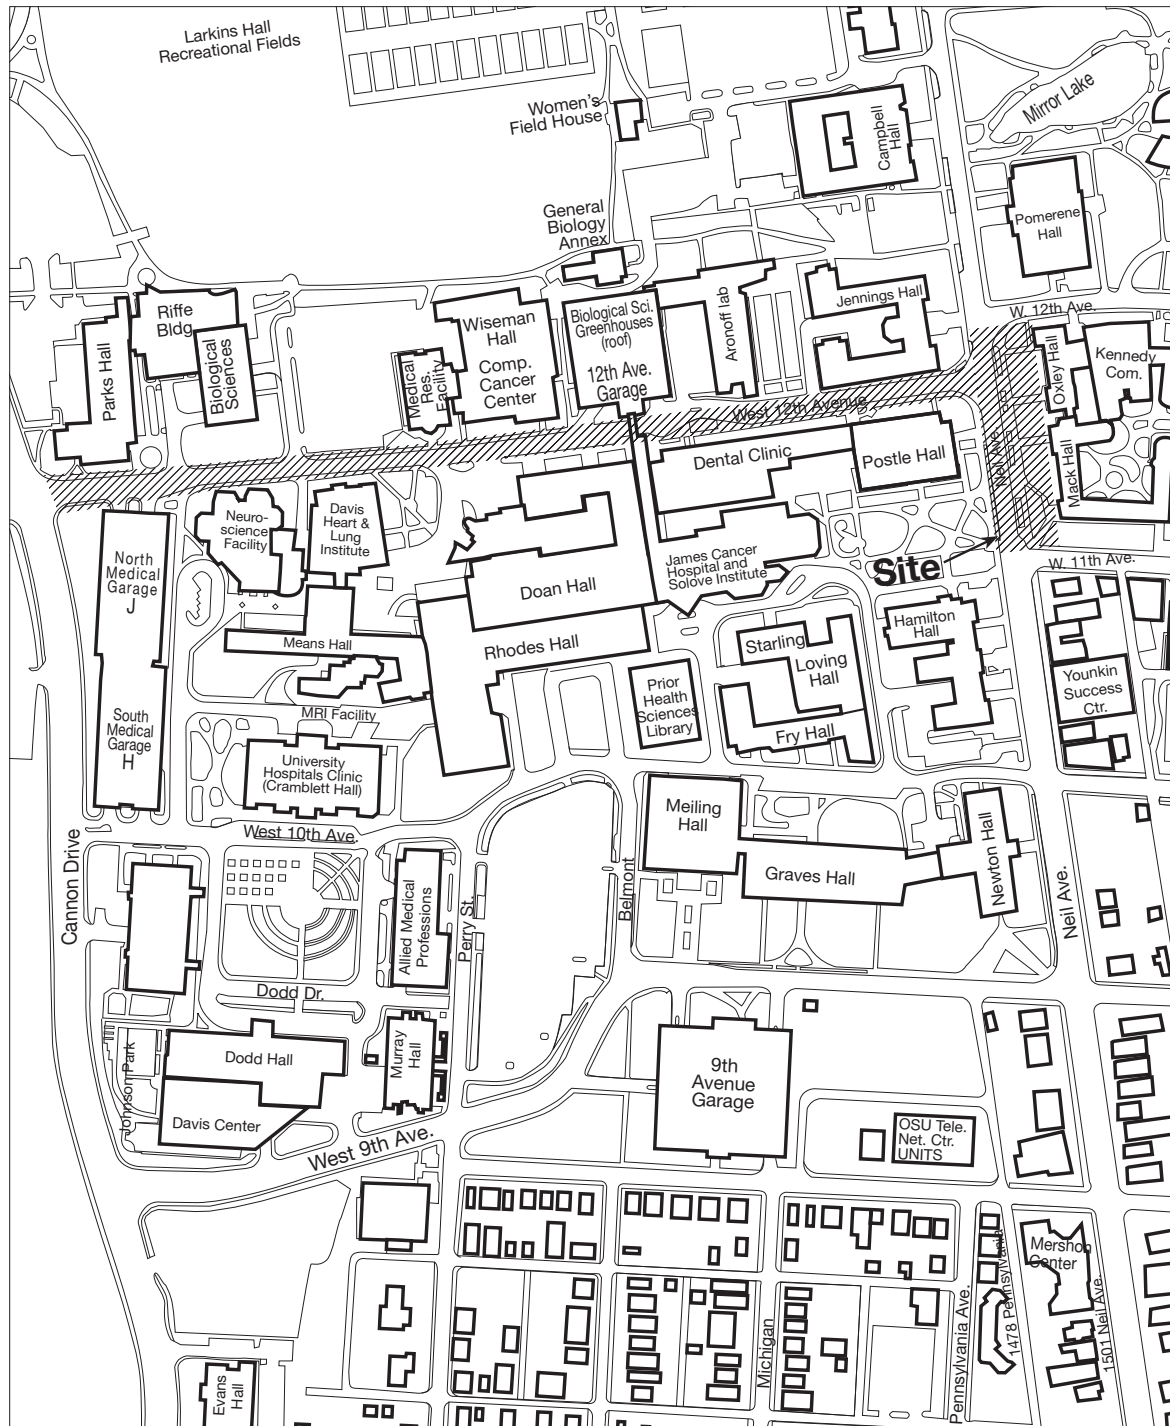 Larkins Hall
Recreational Fields
Mirror Lake
Women's
Field House
Campbell
Hall
General
Biology
Annex
Pomerene
Hall
Riffe
Bldg.
Parks Hall
Biological
Sciences
Wiseman
Hall
Comp.
Cancer
Center
Medical
Res.
Facility
Biological Sci.
Greenhouses
(roof)
12th Ave.
Garage
Aronoff lab
Jennings Hall
W. 12th Ave.
Oxley Hall
Kennedy
Com.
West 12th Avenue
Dental Clinic
Postle Hall
Neil Ave.
Mack Hall
Neuro-
science
Facility
Davis
Heart &
Lung
Institute
North
Medical
Garage
J
James Cancer
Hospital and
Solove Institute
Site
W. 11th Ave.
Doan Hall
Means Hall
Rhodes Hall
Starling
Loving
Hall
Hamilton
Hall
Prior
Health
Sciences
Library
Fry Hall
Younkin
Success
Ctr.
MRI Facility
South
Medical
Garage
H
University
Hospitals Clinic
(Cramblett Hall)
Meiling
Hall
West 10th Ave.
Cannon Drive
Graves Hall
Newton Hall
Allied Medical
Professions
Perry St.
Belmont
Neil Ave.
Dodd Dr.
Johnson Park
Dodd Hall
Davis Center
Murray
Hall
9th
Avenue
Garage
OSU Tele.
Net. Ctr.
UNITS
West 9th Ave.
Mershon
Center
1478 Pennsylvania
Pennsylvania Ave.
1501 Neil Ave.
Michigan
Evans
Hall